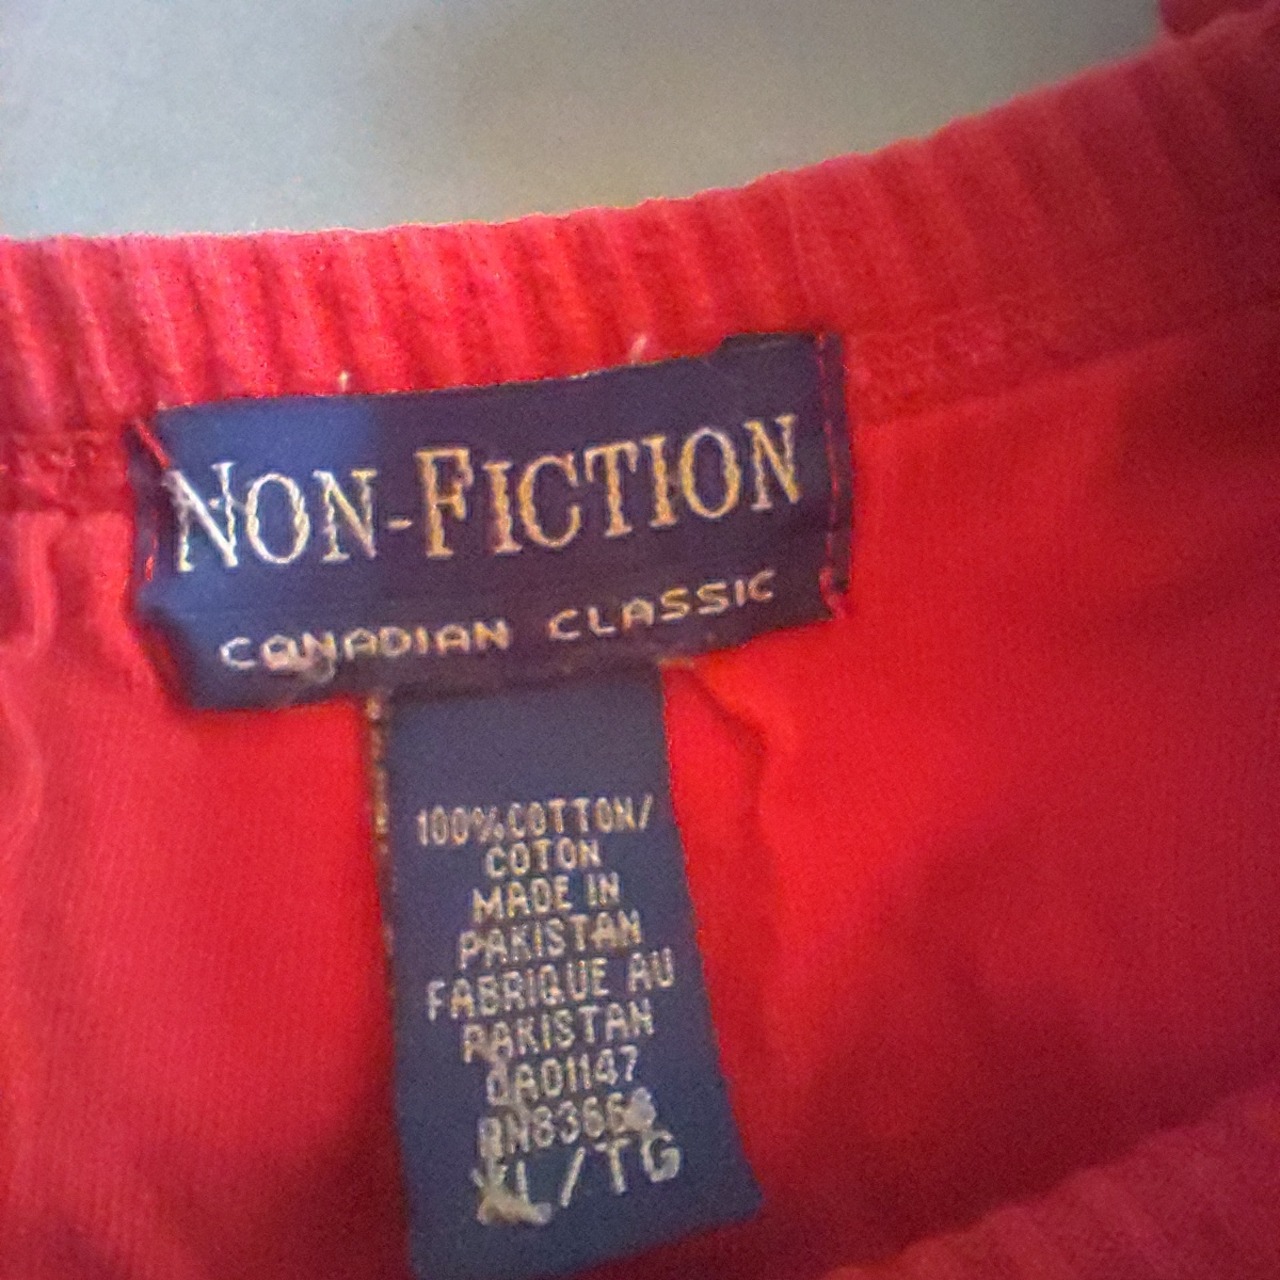 NON-FICTION
CANADIAN CLASSIC
100% COTTON/
COTON
MADE IN
PAKISTAN
FABRIQUE AU
PAKISTAN
XL/TG